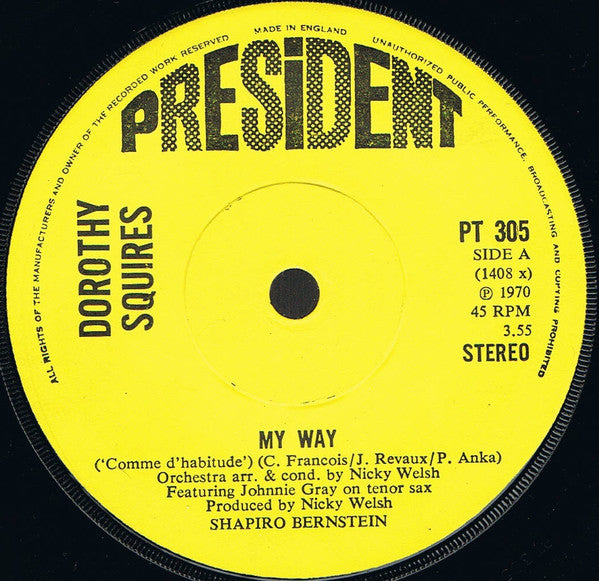 ALL RIGHTS OF THE MANUFACTURERS AND OWNER OF THE RECORDED WORK RESERVED
MADE IN ENGLAND
UNAUTHORIZED PUBLIC PERFORMANCE, BROADCASTING AND COPYING PROHIBITED
PRESiDENT
DOROTHY
SQUIRES
PT 305
SIDE A
(1408 x)
Ⓟ 1970
45 RPM
3.55
STEREO
MY WAY
('Comme d'habitude') (C. Francois/J. Revaux/P. Anka)
Orchestra arr. & cond. by Nicky Welsh
Featuring Johnnie Gray on tenor sax
Produced by Nicky Welsh
SHAPIRO BERNSTEIN